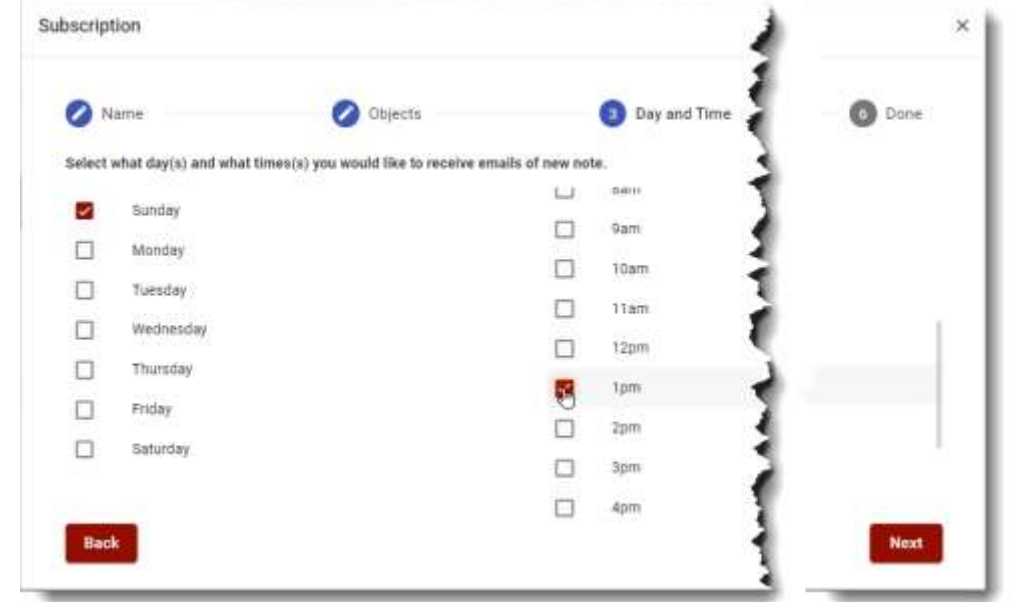 Subscription
Name
Objects
3 Day and Time
6 Done
Select what day(s) and what times(s) you would like to receive emails of new note.
Sunday
Monday
Tuesday
Wednesday
Thursday
Friday
Saturday
9am
10am
11am
12pm
1pm
2pm
3pm
4pm
Back
Next